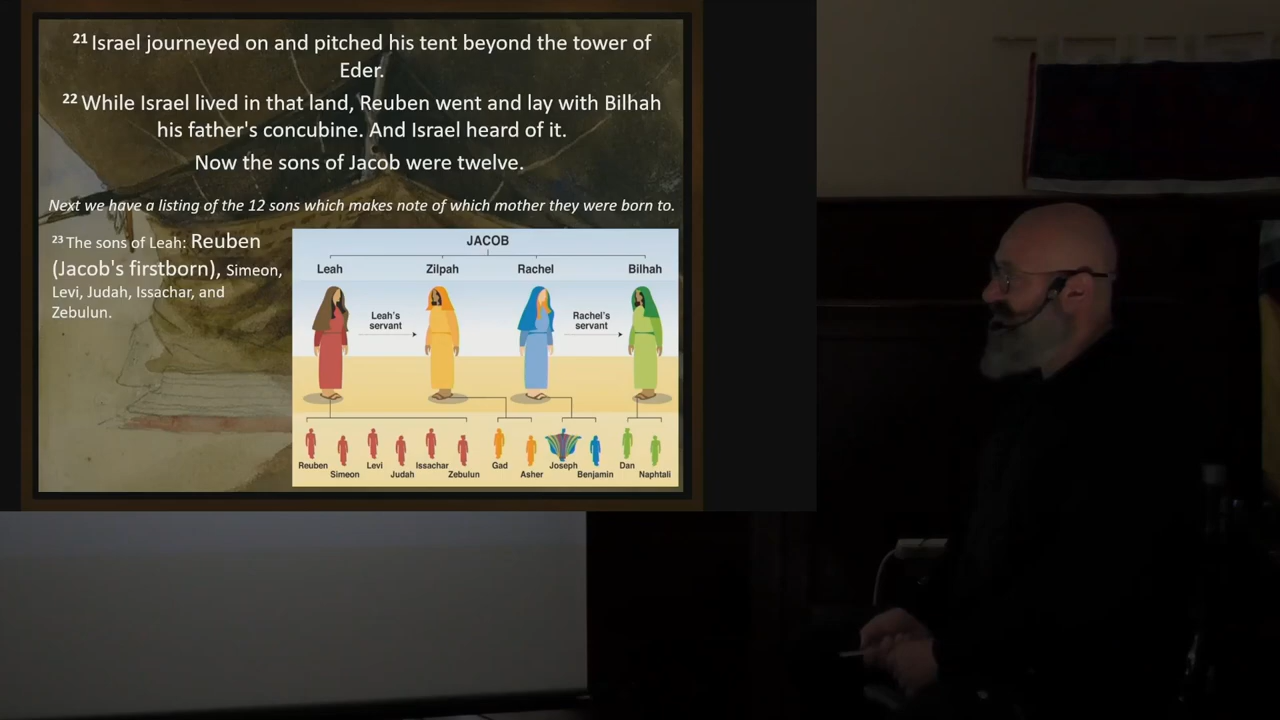 21 Israel journeyed on and pitched his tent beyond the tower of
Eder.
22 While Israel lived in that land, Reuben went and lay with Bilhah
his father's concubine. And Israel heard of it.
Now the sons of Jacob were twelve.
Next we have a listing of the 12 sons which makes note of which mother they were born to.
23 The sons of Leah: Reuben
(Jacob's firstborn), Simeon,
Levi, Judah, Issachar, and
Zebulun.
JACOB
Leah
Zilpah
Rachel
Bilhah
Leah's
servant
Rachel's
servant
Reuben
Simeon
Levi
Judah
Issachar
Zebulun
Gad
Asher
Joseph
Benjamin
Dan
Naphtali